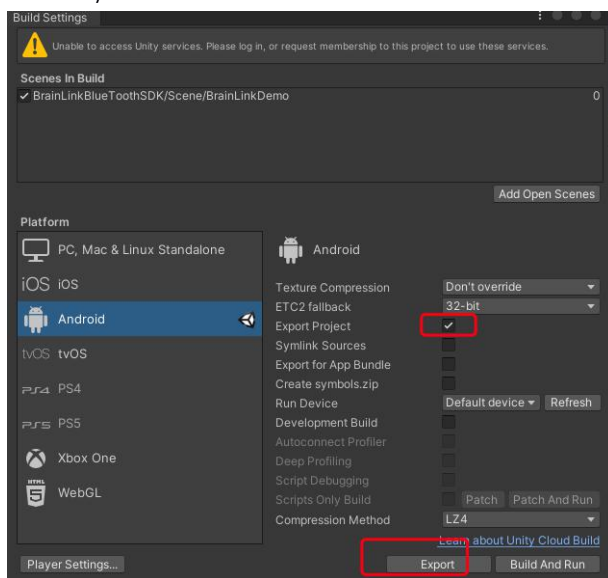 Build Settings
Unable to access Unity services. Please log in, or request membership to this project to use these services.
Scenes In Build
BrainLinkBlueToothSDK/Scene/BrainLinkDemo 0
Add Open Scenes
Platform
PC, Mac & Linux Standalone
iOS iOS
Android
tvOS tvOS
PS4 PS4
PS5 PS5
Xbox One
HTML 5 WebGL
Android
Texture Compression Don't override
ETC2 fallback 32-bit
Export Project
Symlink Sources
Export for App Bundle
Create symbols.zip
Run Device Default device Refresh
Development Build
Autoconnect Profiler
Deep Profiling
Script Debugging
Scripts Only Build Patch Patch And Run
Compression Method LZ4
Learn about Unity Cloud Build
Player Settings... Export Build And Run